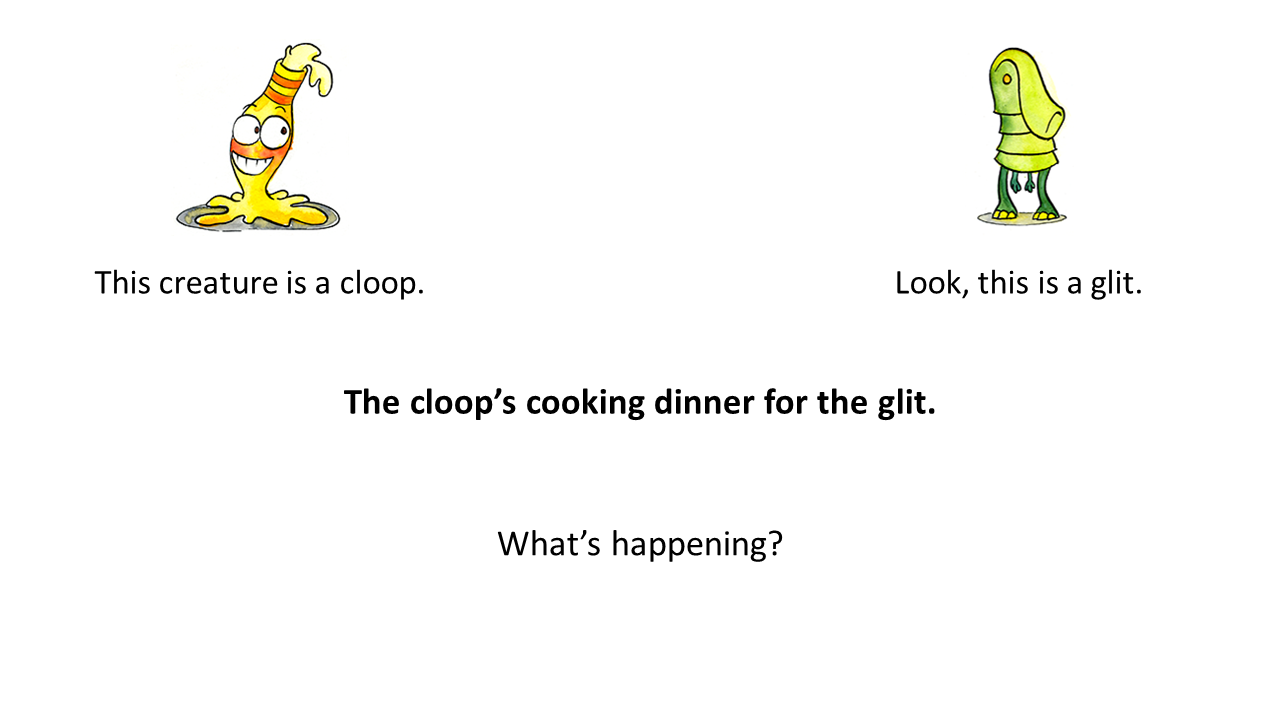 This creature is a cloop.
Look, this is a glit.
The cloop’s cooking dinner for the glit.
What’s happening?